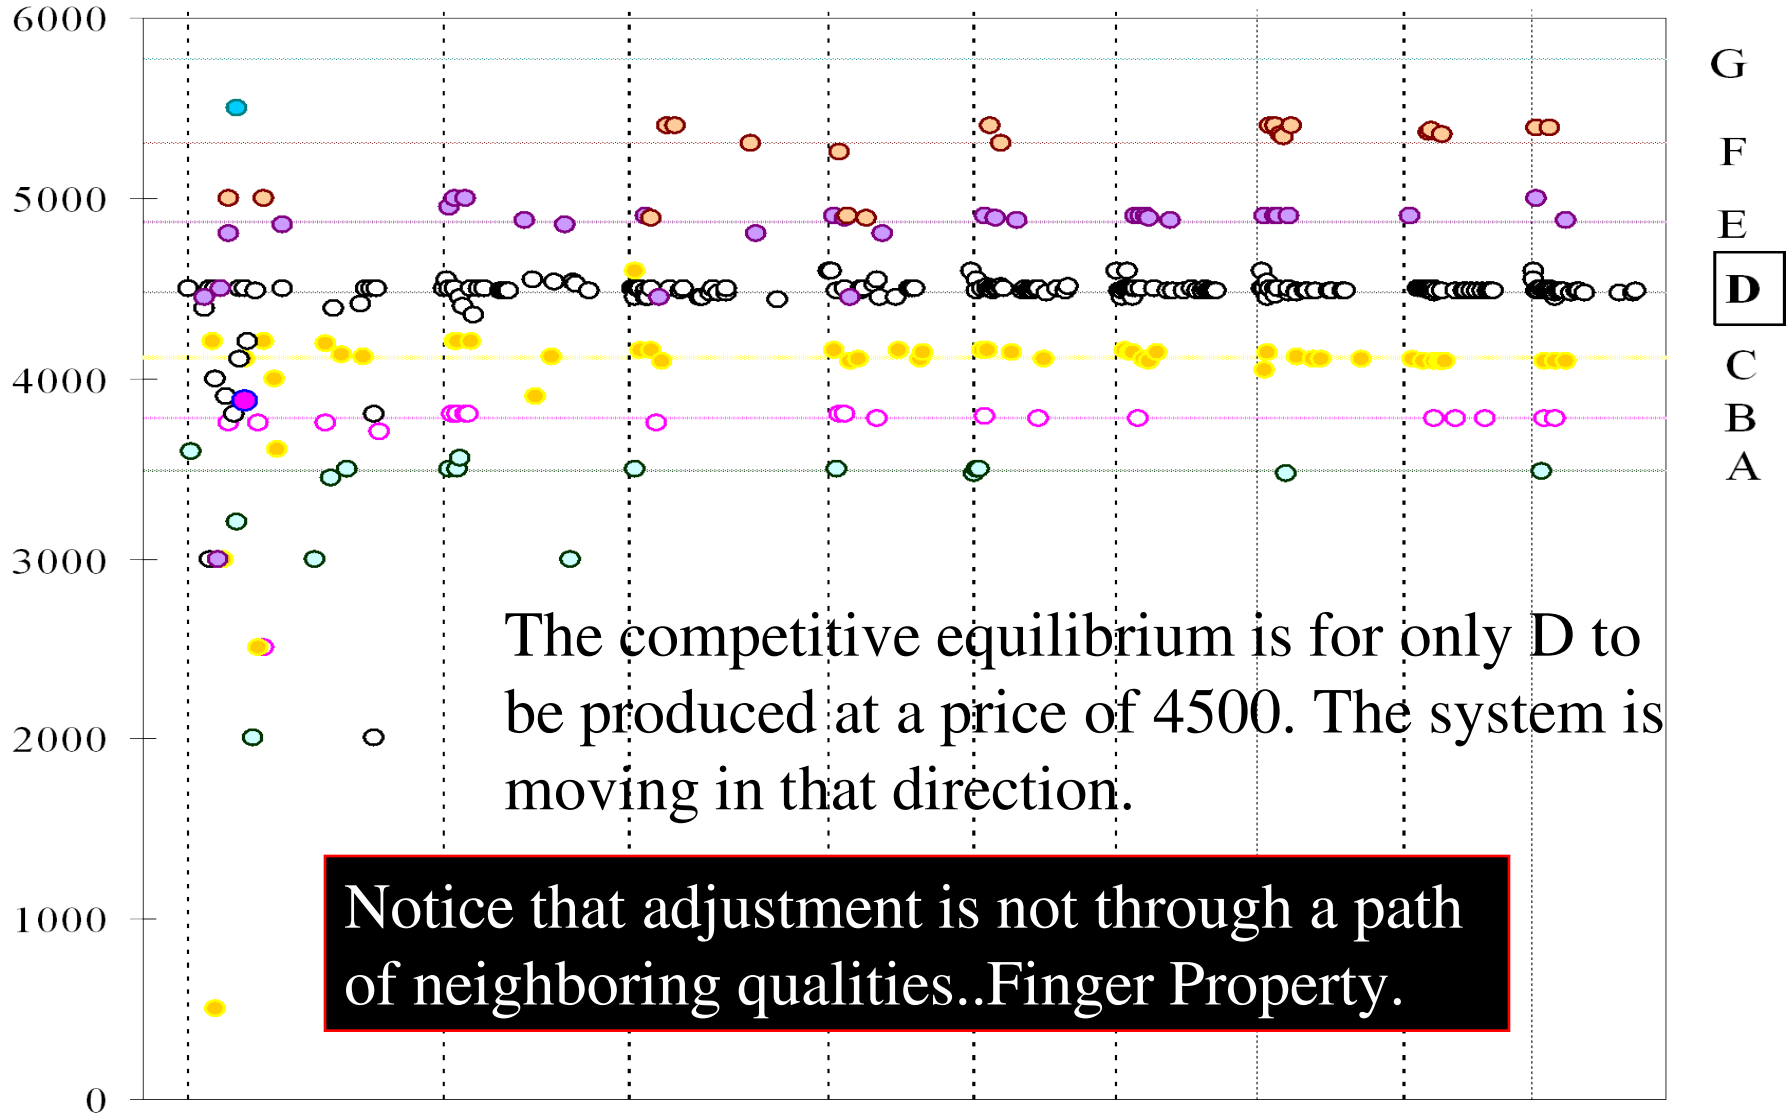 6000
G
F
5000
E
D
C
4000
B
A
3000
The competitive equilibrium is for only D to
be produced at a price of 4500. The system is
2000
moving in that direction.
Notice that adjustment is not through a path
1000
of neighboring qualities..Finger Property.
0